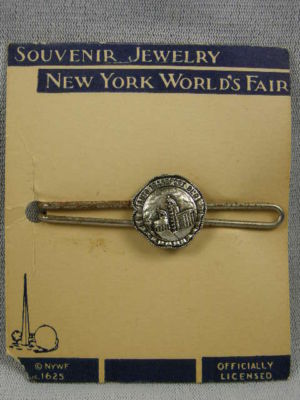 SOUVENIR JEWELRY
NEW YORK WORLD'S FAIR
© NYWF
1625
OFFICIALLY
LICENSED